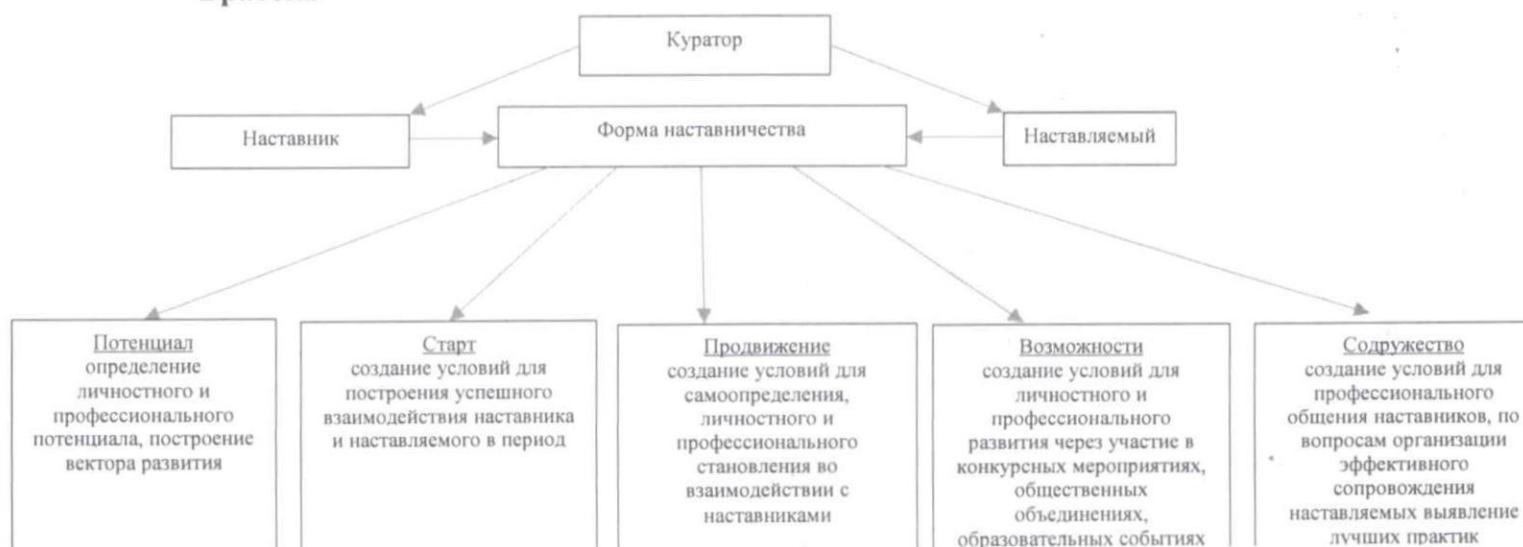 Куратор
Наставник
Форма наставничества
Наставляемый
Потенциал
определение
личностного и
профессионального
потенциала, построение
вектора развития
Старт
создание условий для
построения успешного
взаимодействия наставника
и наставляемого в период
Продвижение
создание условий для
самоопределения,
личностного и
профессионального
становления во
взаимодействии с
наставниками
Возможности
создание условий для
личностного и
профессионального
развития через участие в
конкурсных мероприятиях,
общественных
объединениях,
образовательных событиях
Содружество
создание условий для
профессионального
общения наставников, по
вопросам организации
эффективного
сопровождения
наставляемых выявление
лучших практик